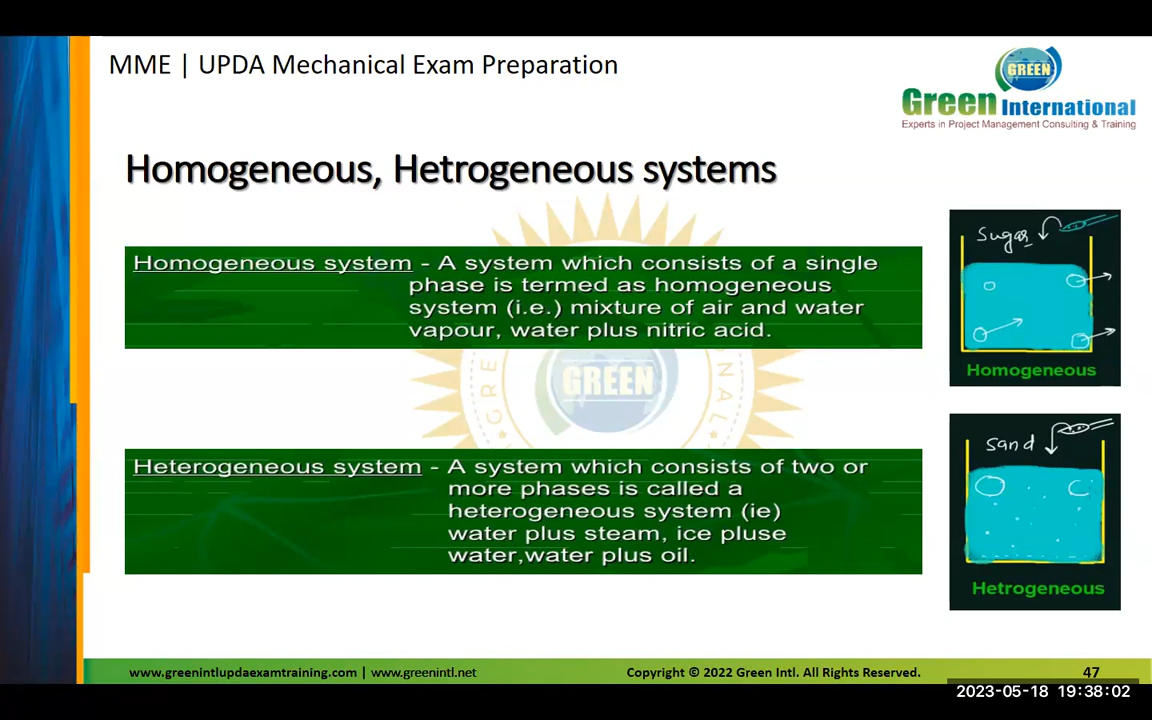 MME | UPDA Mechanical Exam Preparation
GREEN
Green International
Experts in Project Management Consulting & Training
Homogeneous, Hetrogeneous systems
Homogeneous system - A system which consists of a single
phase is termed as homogeneous
system (i.e.) mixture of air and water
vapour, water plus nitric acid.
Sugar
Homogeneous
GREEN
Heterogeneous system - A system which consists of two or
more phases is called a
heterogeneous system (ie)
water plus steam, ice pluse
water,water plus oil.
Sand
Hetrogeneous
www.greenintlupdaexamtraining.com | www.greenintl.net
Copyright © 2022 Green Intl. All Rights Reserved.
47
2023-05-18 19:38:02